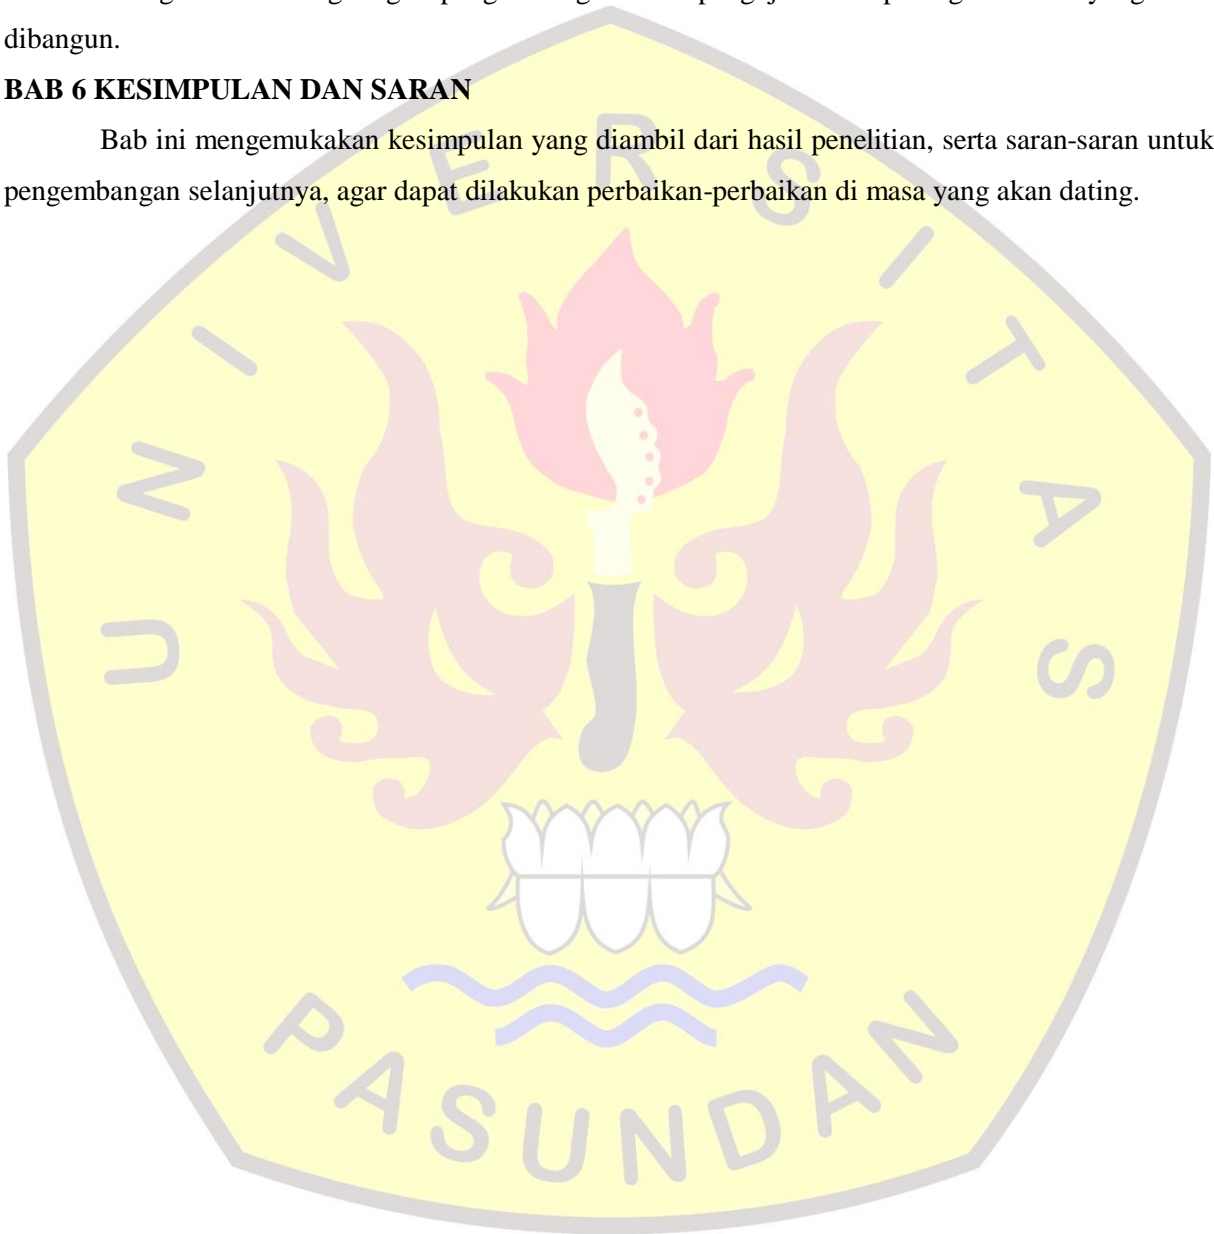 dibangun.
BAB 6 KESIMPULAN DAN SARAN
Bab ini mengemukakan kesimpulan yang diambil dari hasil penelitian, serta saran-saran untuk
pengembangan selanjutnya, agar dapat dilakukan perbaikan-perbaikan di masa yang akan dating.
UNIVERSITAS
PASUNDAN